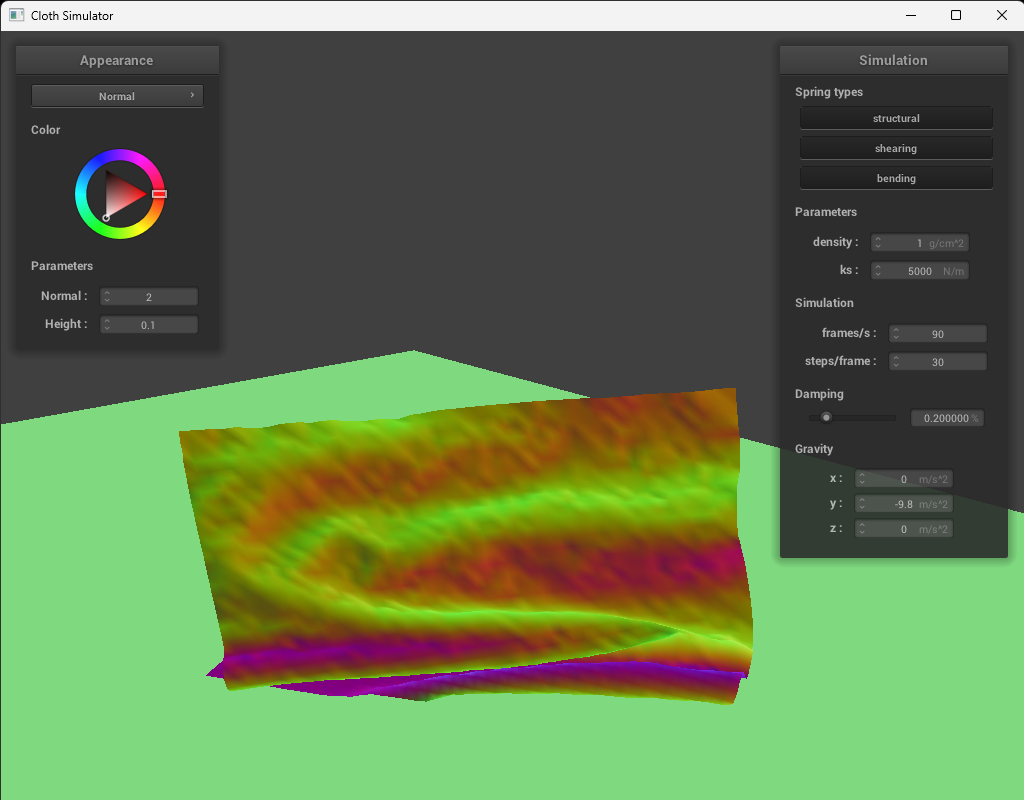 Cloth Simulator
Appearance
Normal
Color
Parameters
Normal : 2
Height : 0.1
Simulation
Spring types
structural
shearing
bending
Parameters
density : 1 g/cm^2
ks : 5000 N/m
Simulation
frames/s : 90
steps/frame : 30
Damping
0.200000 %
Gravity
x : 0 m/s^2
y : -9.8 m/s^2
z : 0 m/s^2